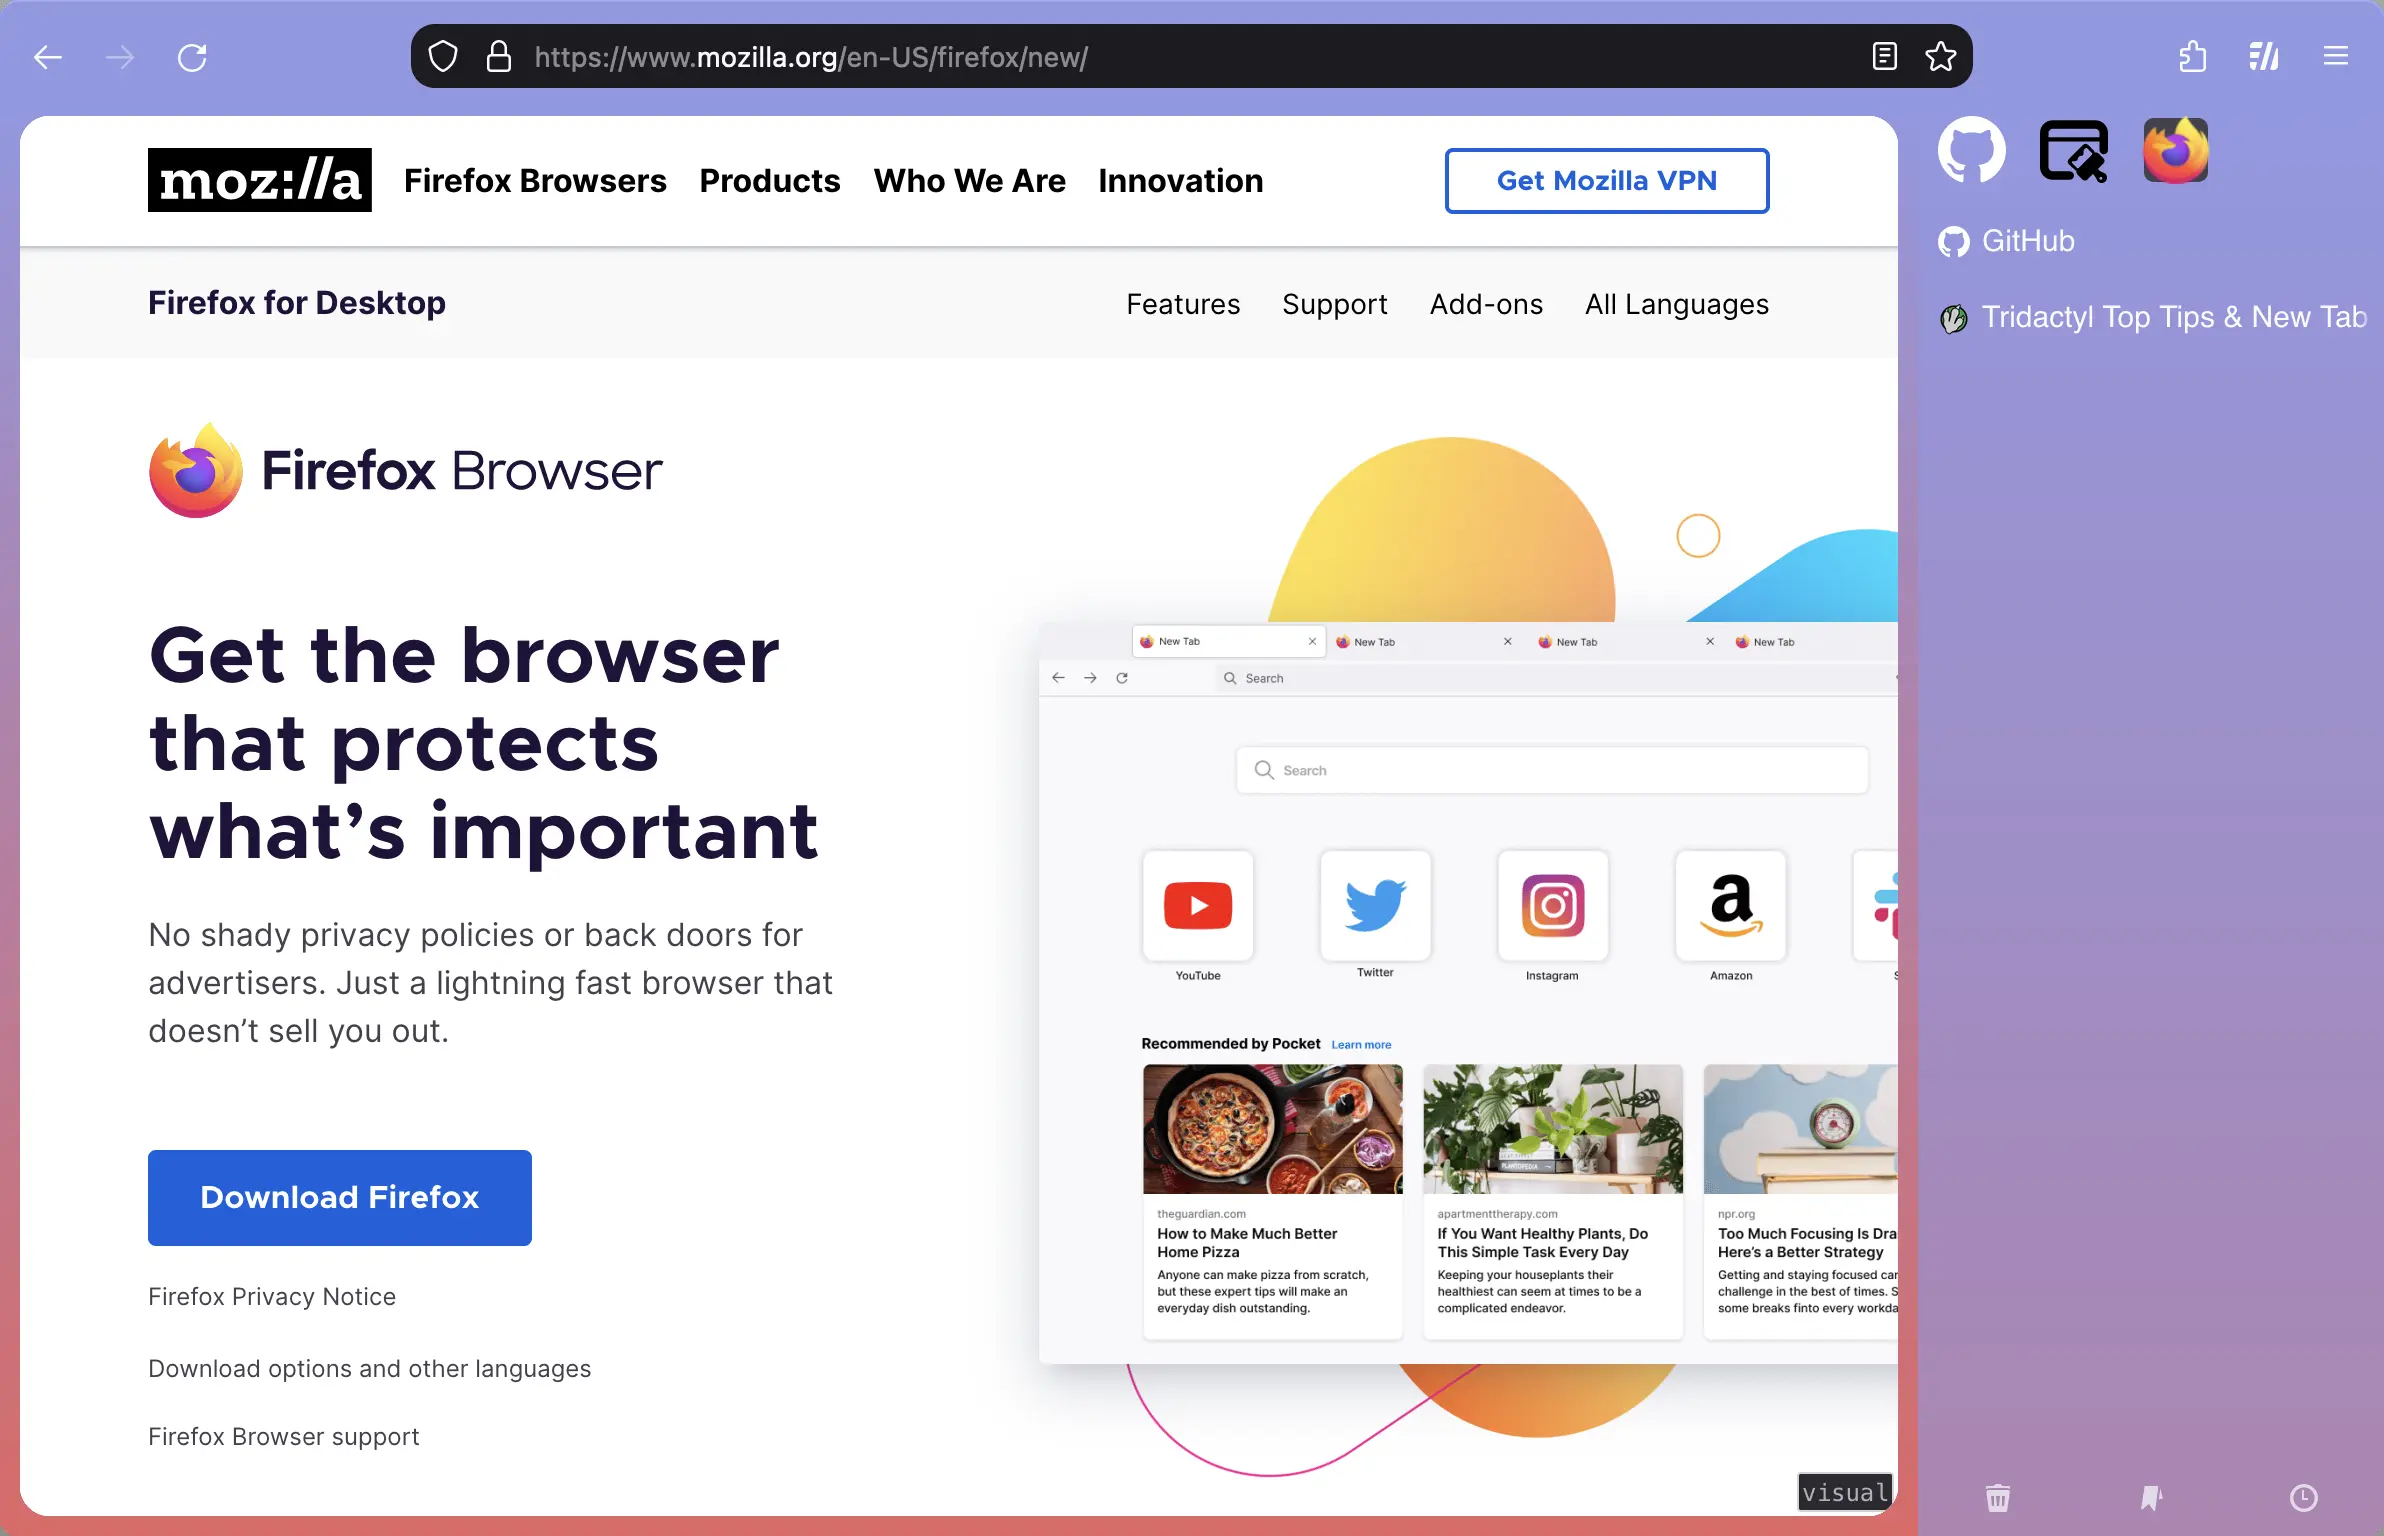 https://www.mozilla.org/en-US/firefox/new/
moz://a
Firefox Browsers
Products
Who We Are
Innovation
Get Mozilla VPN
Firefox for Desktop
Features
Support
Add-ons
All Languages
GitHub
Tridactyl Top Tips & New Tab
Firefox Browser
Get the browser
that protects
what’s important
No shady privacy policies or back doors for
advertisers. Just a lightning fast browser that
doesn’t sell you out.
Download Firefox
Firefox Privacy Notice
Download options and other languages
Firefox Browser support
New Tab
New Tab
New Tab
New Tab
Search
Search
YouTube
Twitter
Instagram
a
Amazon
S
Recommended by Pocket Learn more
PLANTOPEDIA
theguardian.com
How to Make Much Better
Home Pizza
Anyone can make pizza from scratch,
but these expert tips will make an
everyday dish outstanding.
apartmenttherapy.com
If You Want Healthy Plants, Do
This Simple Task Every Day
Keeping your houseplants their
healthiest can seem at times to be a
complicated endeavor.
npr.org
Too Much Focusing Is Dra
Here’s a Better Strategy
Getting and staying focused can
challenge in the best of times. S
some breaks finto every workda
visual